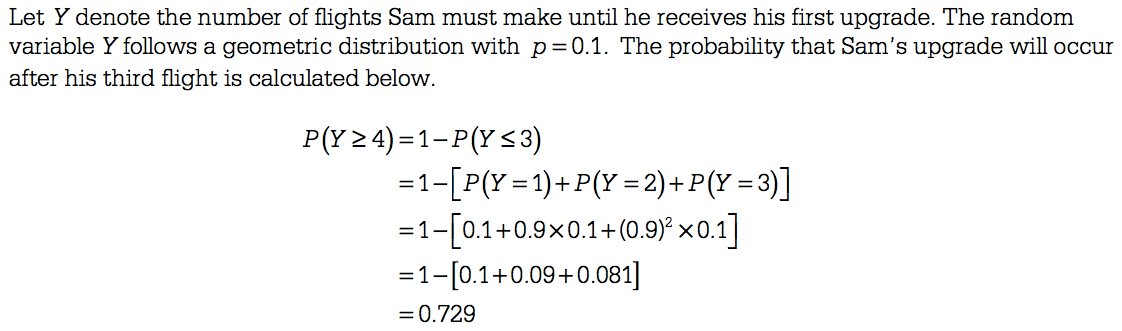 Let Y denote the number of flights Sam must make until he receives his first upgrade. The random
variable Y follows a geometric distribution with p=0.1. The probability that Sam's upgrade will occur
after his third flight is calculated below.
P(Y≥4)=1−P(Y≤3)
=1−[P(Y=1)+P(Y=2)+P(Y=3)]
=1−[0.1+0.9×0.1+(0.9)²×0.1]
=1−[0.1+0.09+0.081]
=0.729